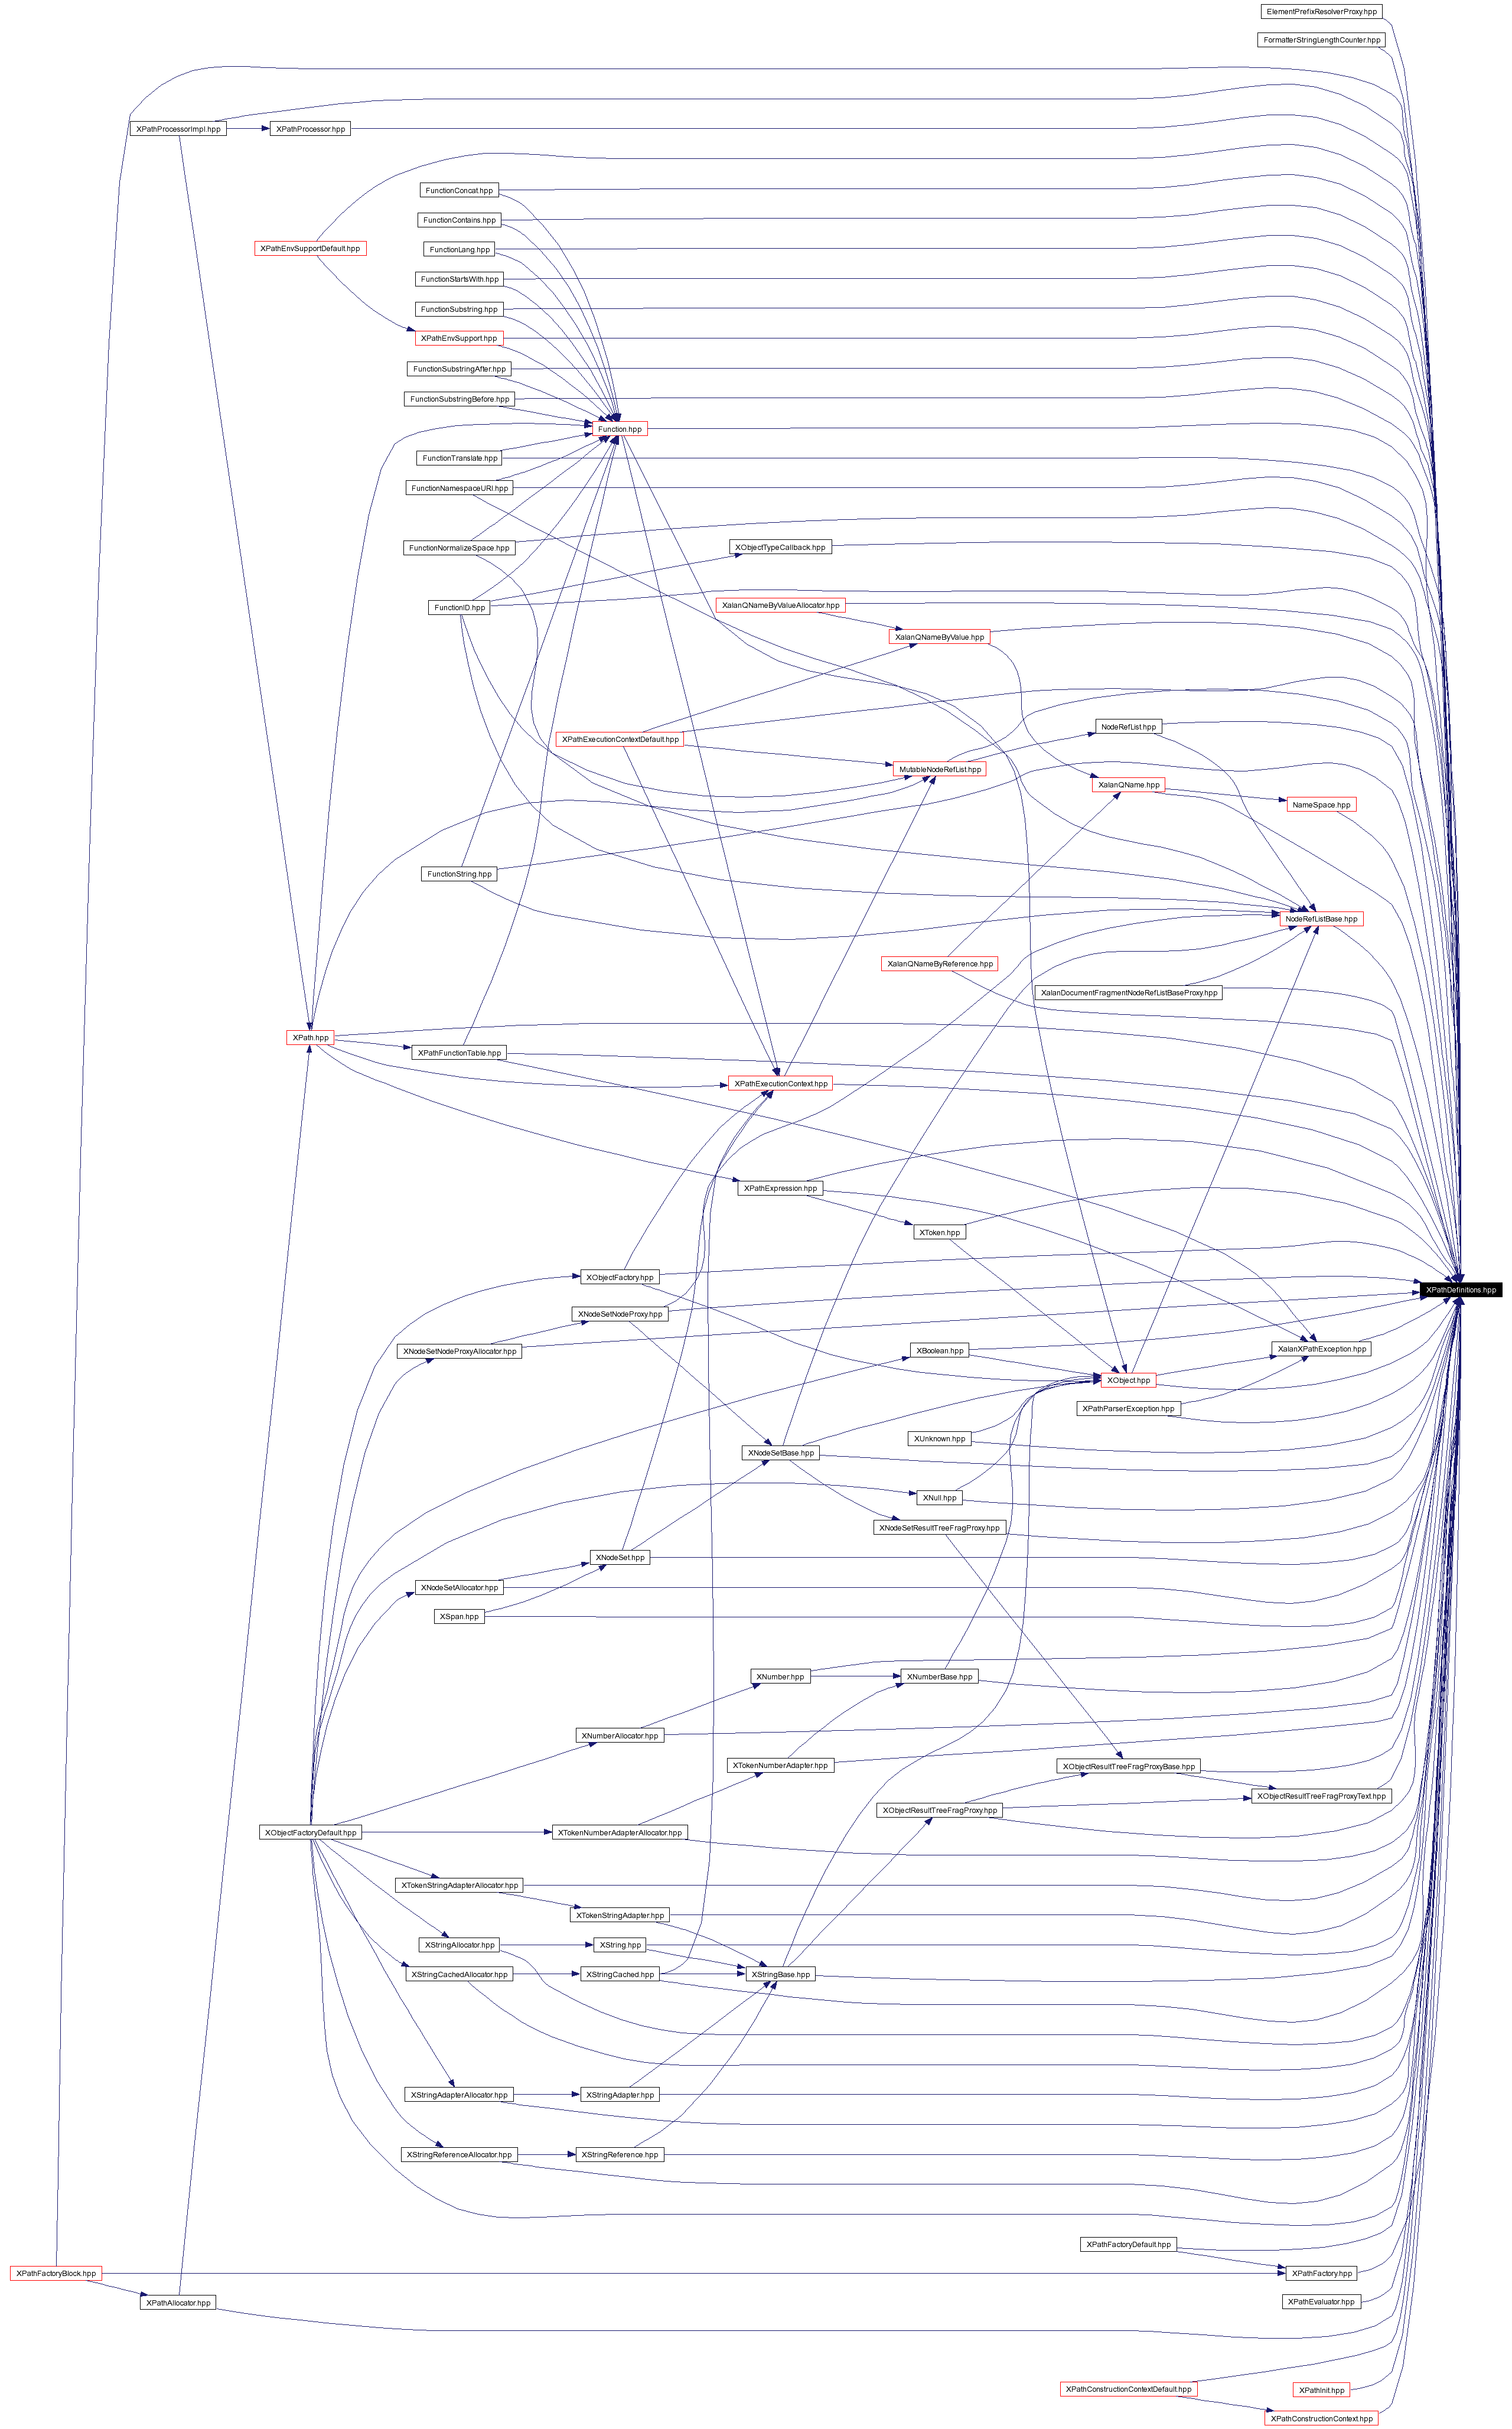 ElementPrefixResolverProxy.hpp
FormatterStringLengthCounter.hpp
XPathProcessorImpl.hpp
XPathProcessor.hpp
FunctionConcat.hpp
FunctionContains.hpp
XPathEnvSupportDefault.hpp
FunctionLang.hpp
FunctionStartsWith.hpp
FunctionSubstring.hpp
XPathEnvSupport.hpp
FunctionSubstringAfter.hpp
FunctionSubstringBefore.hpp
Function.hpp
FunctionTranslate.hpp
FunctionNamespaceURI.hpp
FunctionNormalizeSpace.hpp
XObjectTypeCallback.hpp
FunctionID.hpp
XalanQNameByValueAllocator.hpp
XalanQNameByValue.hpp
NodeRefList.hpp
XPathExecutionContextDefault.hpp
MutableNodeRefList.hpp
XalanQName.hpp
NameSpace.hpp
FunctionString.hpp
NodeRefListBase.hpp
XalanQNameByReference.hpp
XalanDocumentFragmentNodeRefListBaseProxy.hpp
XPath.hpp
XPathFunctionTable.hpp
XPathExecutionContext.hpp
XPathExpression.hpp
XToken.hpp
XObjectFactory.hpp
XPathDefinitions.hpp
XNodeSetNodeProxy.hpp
XNodeSetNodeProxyAllocator.hpp
XBoolean.hpp
XalanXPathException.hpp
XObject.hpp
XPathParserException.hpp
XUnknown.hpp
XNodeSetBase.hpp
XNull.hpp
XNodeSetResultTreeFragProxy.hpp
XNodeSet.hpp
XNodeSetAllocator.hpp
XSpan.hpp
XNumber.hpp
XNumberBase.hpp
XNumberAllocator.hpp
XTokenNumberAdapter.hpp
XObjectResultTreeFragProxyBase.hpp
XObjectResultTreeFragProxyText.hpp
XObjectResultTreeFragProxy.hpp
XObjectFactoryDefault.hpp
XTokenNumberAdapterAllocator.hpp
XTokenStringAdapterAllocator.hpp
XTokenStringAdapter.hpp
XStringAllocator.hpp
XString.hpp
XStringCachedAllocator.hpp
XStringCached.hpp
XStringBase.hpp
XStringAdapterAllocator.hpp
XStringAdapter.hpp
XStringReferenceAllocator.hpp
XStringReference.hpp
XPathFactoryDefault.hpp
XPathFactoryBlock.hpp
XPathFactory.hpp
XPathAllocator.hpp
XPathEvaluator.hpp
XPathConstructionContextDefault.hpp
XPathInit.hpp
XPathConstructionContext.hpp